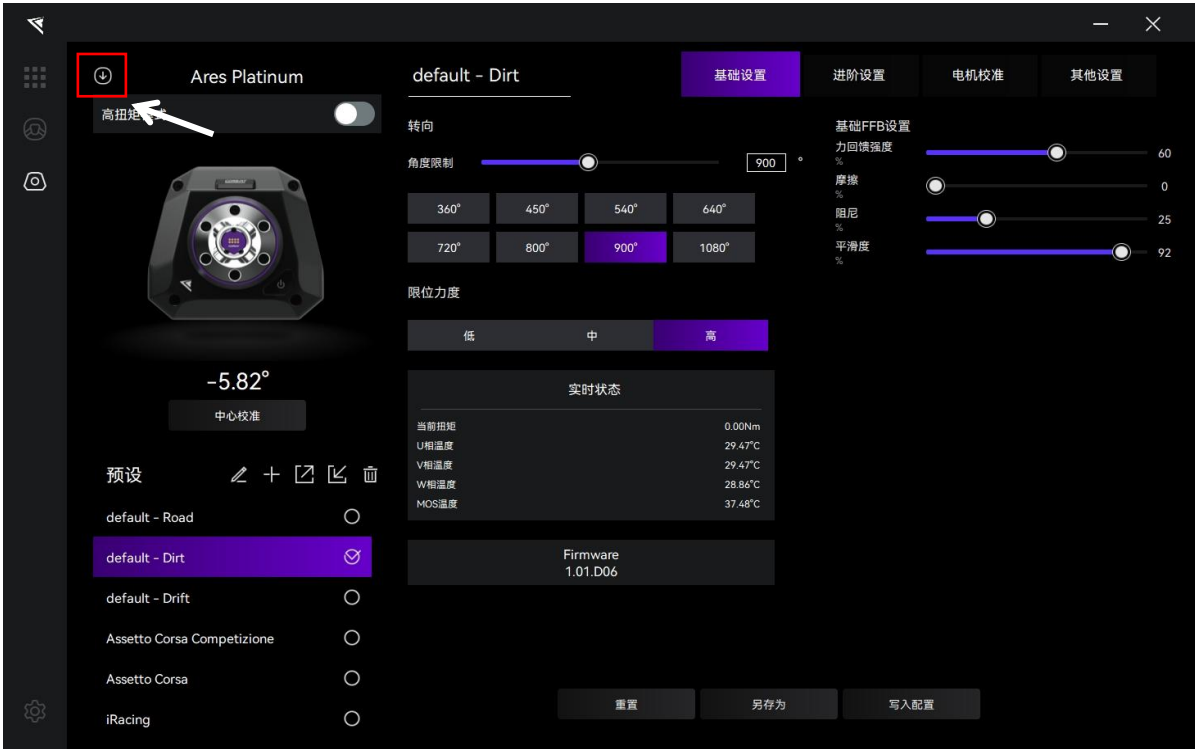 Ares Platinum
高扭矩
default – Dirt
基础设置
进阶设置
电机校准
其他设置
转向
角度限制
900 °
360°
450°
540°
640°
720°
800°
900°
1080°
限位力度
低
中
高
实时状态
当前扭矩 0.00Nm
U相温度 29.47℃
V相温度 29.47℃
W相温度 28.86℃
MOS温度 37.48℃
Firmware
1.01.D06
基础FFB设置
力回馈强度
%
60
摩擦
%
0
阻尼
%
25
平滑度
%
92
-5.82°
中心校准
预设
default – Road
default – Dirt
default – Drift
Assetto Corsa Competizione
Assetto Corsa
iRacing
重置
另存为
写入配置